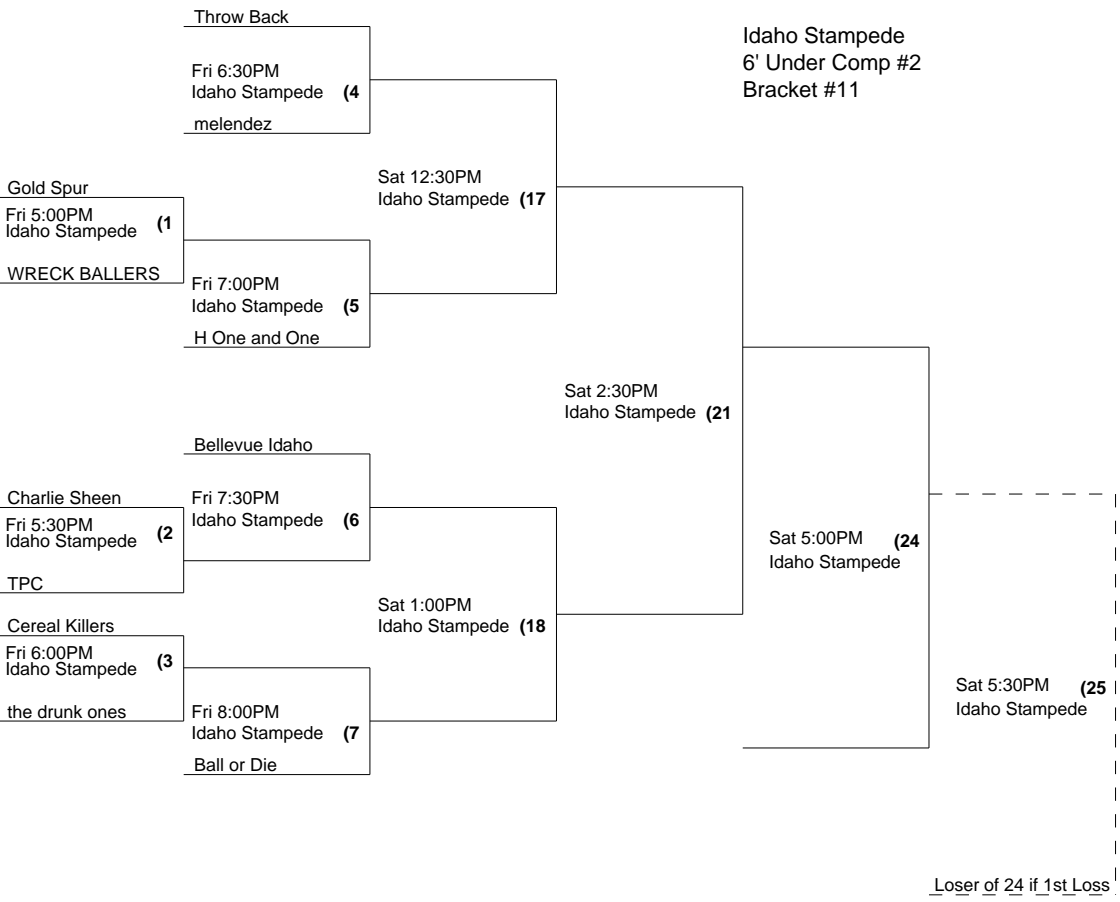 Throw Back
Idaho Stampede
6' Under Comp #2
Bracket #11
Fri 6:30PM
Idaho Stampede (4
melendez
Sat 12:30PM
Idaho Stampede (17
Gold Spur
Fri 5:00PM
Idaho Stampede (1
WRECK BALLERS
Fri 7:00PM
Idaho Stampede (5
H One and One
Sat 2:30PM
Idaho Stampede (21
Bellevue Idaho
Charlie Sheen
Fri 5:30PM
Idaho Stampede (2
TPC
Fri 7:30PM
Idaho Stampede (6
Sat 5:00PM (24
Idaho Stampede
Sat 1:00PM
Idaho Stampede (18
Cereal Killers
Fri 6:00PM
Idaho Stampede (3
the drunk ones
Fri 8:00PM
Idaho Stampede (7
Ball or Die
Sat 5:30PM (25
Idaho Stampede
Loser of 24 if 1st Loss